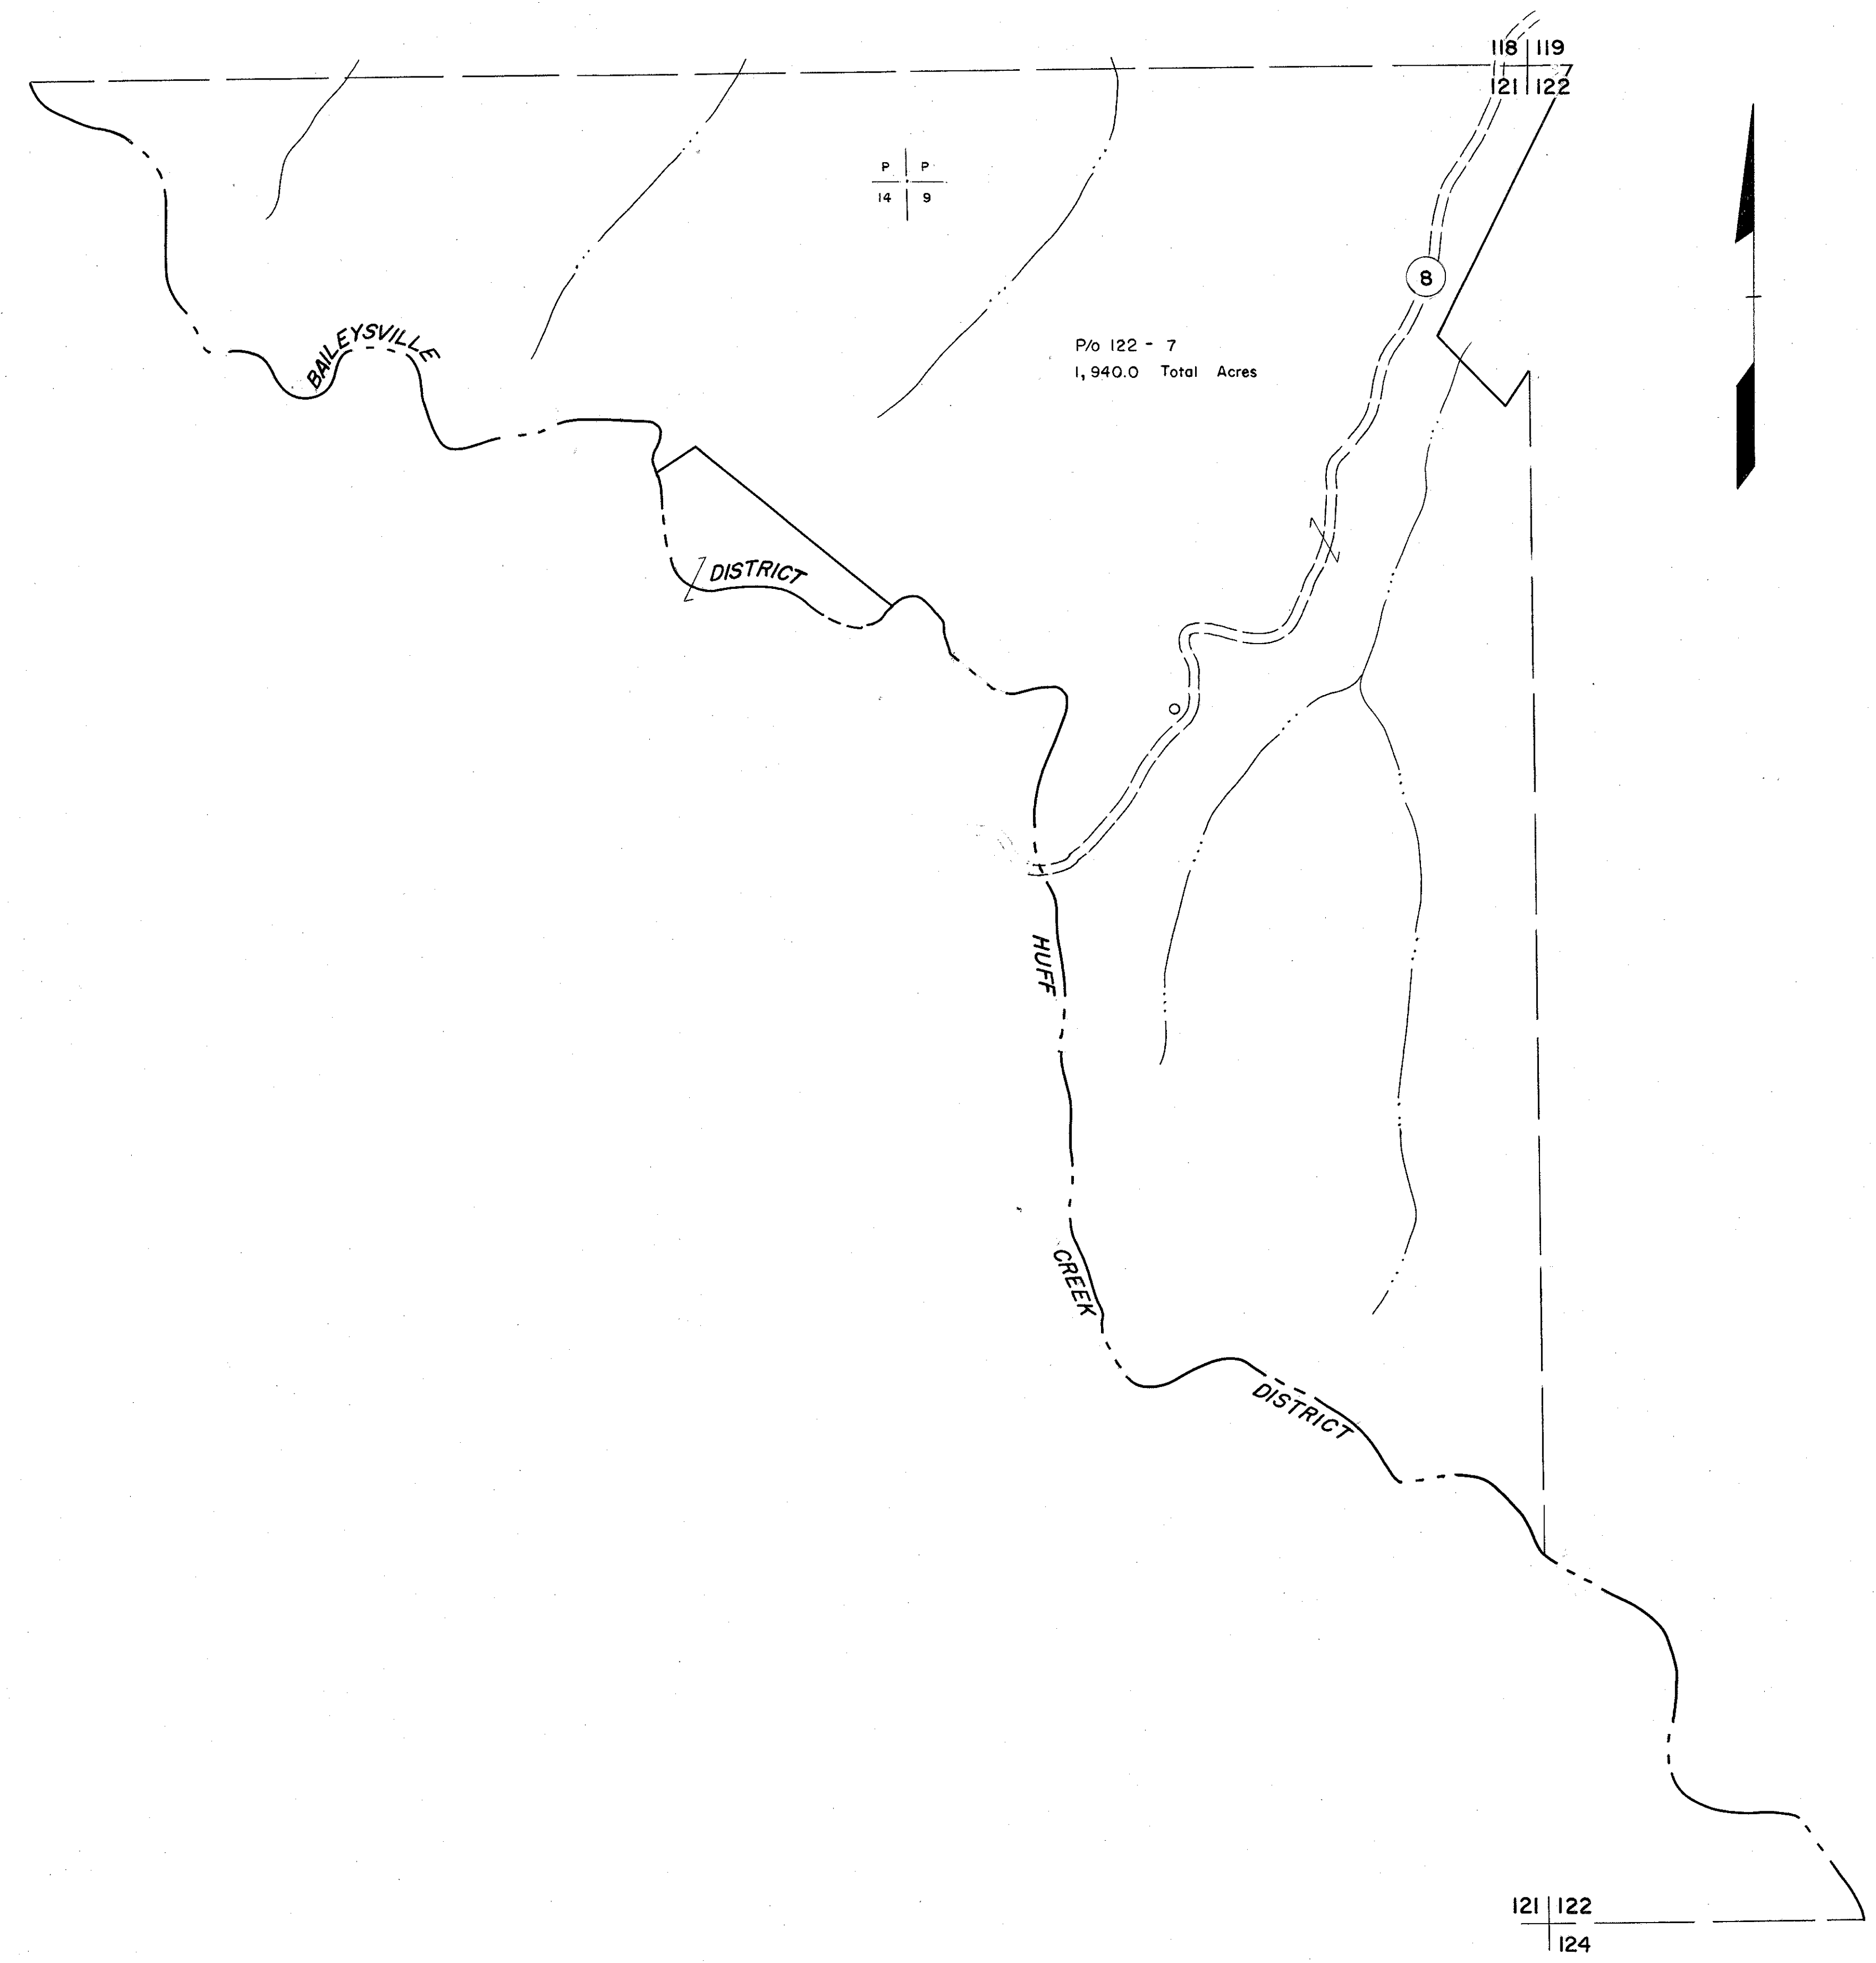 118 119
121 122
P P
14 9
8
BAILEYSVILLE
P/o 122 - 7
1,940.0 Total Acres
DISTRICT
HUFF
CREEK
DISTRICT
121 122
124